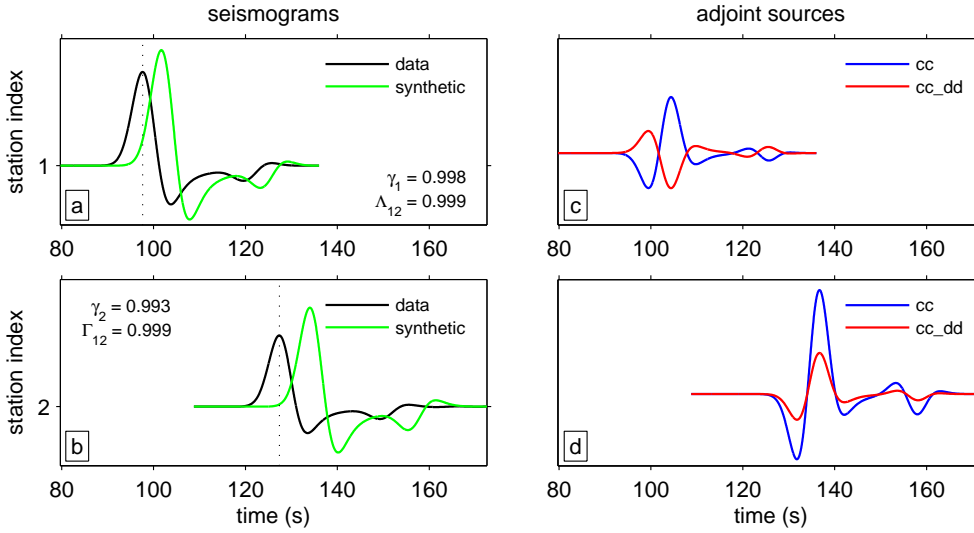 seismograms
adjoint sources
station index
1
data
synthetic
γ1 = 0.998
Λ12 = 0.999
a
80 100 120 140 160
cc
cc_dd
c
80 100 120 140 160
station index
2
γ2 = 0.993
Γ12 = 0.999
data
synthetic
b
80 100 120 140 160
time (s)
cc
cc_dd
d
80 100 120 140 160
time (s)